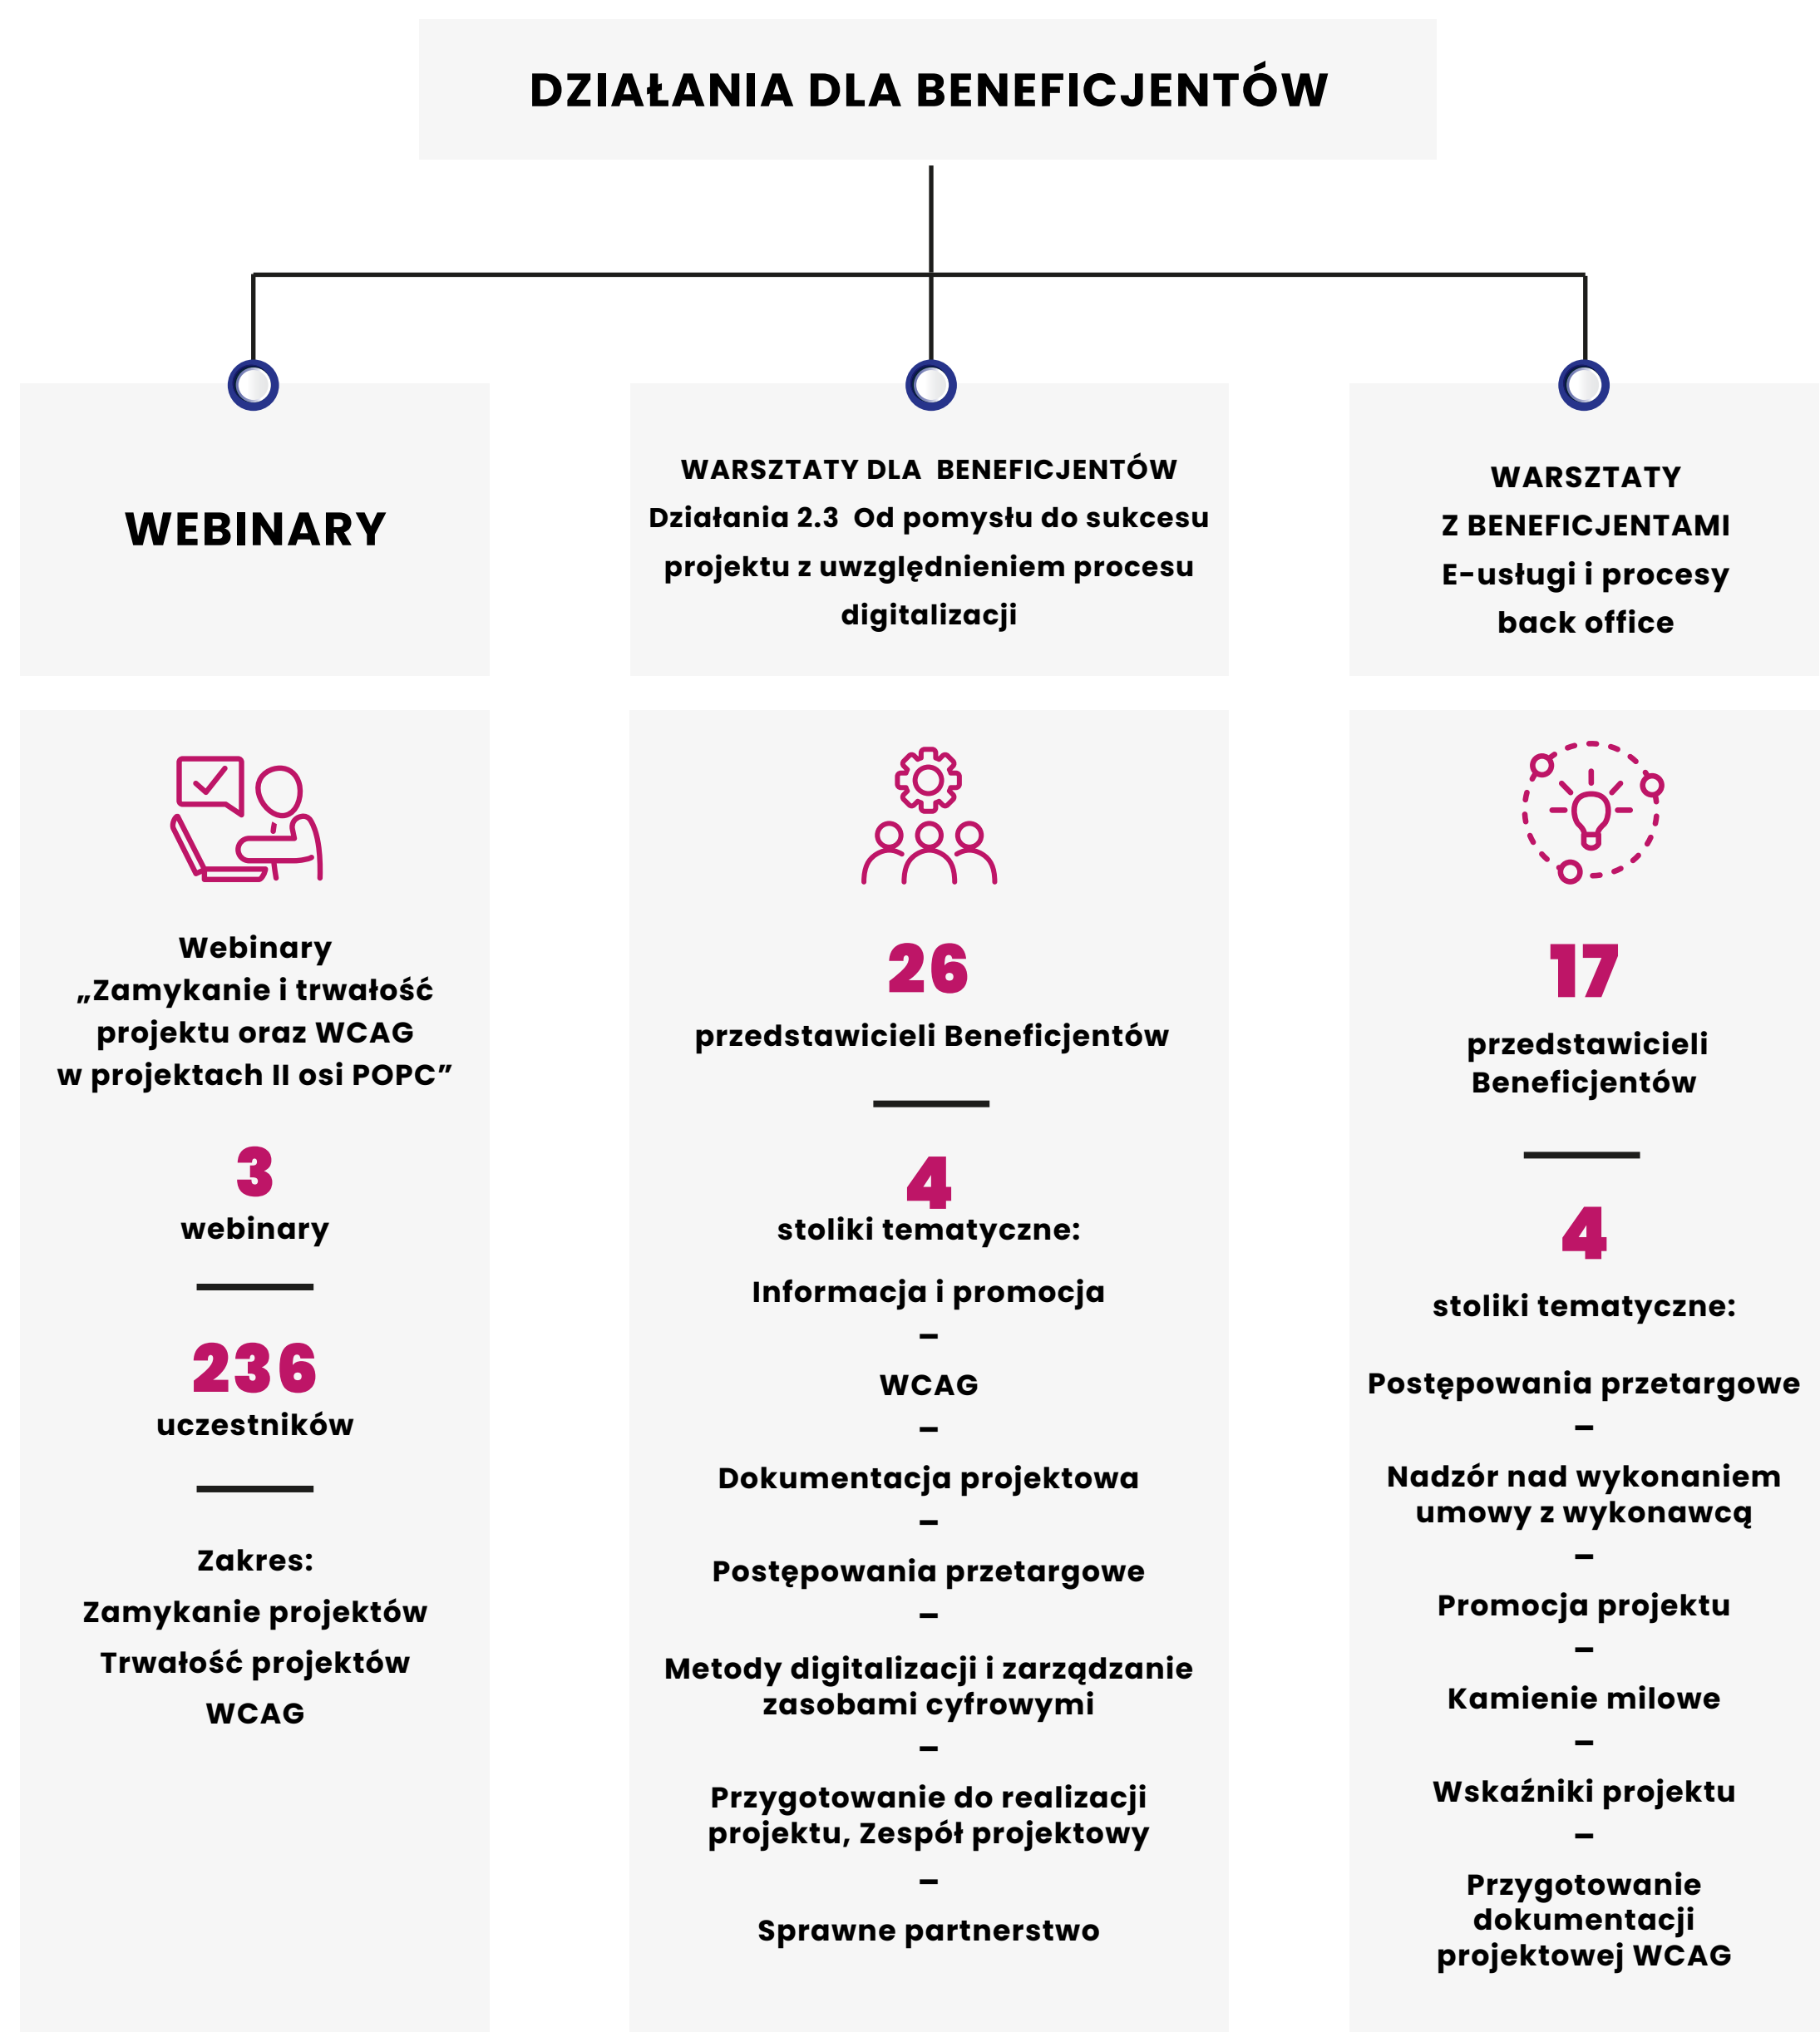 DZIAŁANIA DLA BENEFICJENTÓW
WEBINARY
Webinary
„Zamykanie i trwałość
projektu oraz WCAG
w projektach II osi POPC”
3
webinary
236
uczestników
Zakres:
Zamykanie projektów
Trwałość projektów
WCAG
WARSZTATY DLA BENEFICJENTÓW
Działania 2.3 Od pomysłu do sukcesu
projektu z uwzględnieniem procesu
digitalizacji
26
przedstawicieli Beneficjentów
4
stoliki tematyczne:
Informacja i promocja
–
WCAG
–
Dokumentacja projektowa
–
Postępowania przetargowe
–
Metody digitalizacji i zarządzanie
zasobami cyfrowymi
–
Przygotowanie do realizacji
projektu, Zespół projektowy
–
Sprawne partnerstwo
WARSZTATY
Z BENEFICJENTAMI
E-usługi i procesy
back office
17
przedstawicieli
Beneficjentów
4
stoliki tematyczne:
Postępowania przetargowe
–
Nadzór nad wykonaniem
umowy z wykonawcą
–
Promocja projektu
–
Kamienie milowe
–
Wskaźniki projektu
–
Przygotowanie
dokumentacji
projektowej WCAG